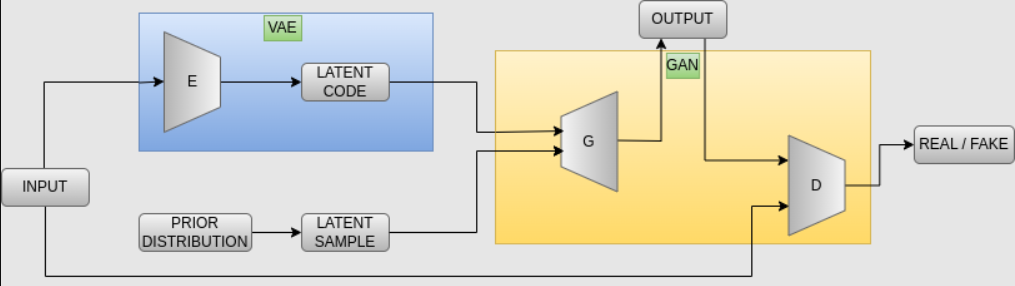 OUTPUT
VAE
GAN
E
LATENT
CODE
G
REAL / FAKE
INPUT
D
PRIOR
DISTRIBUTION
LATENT
SAMPLE